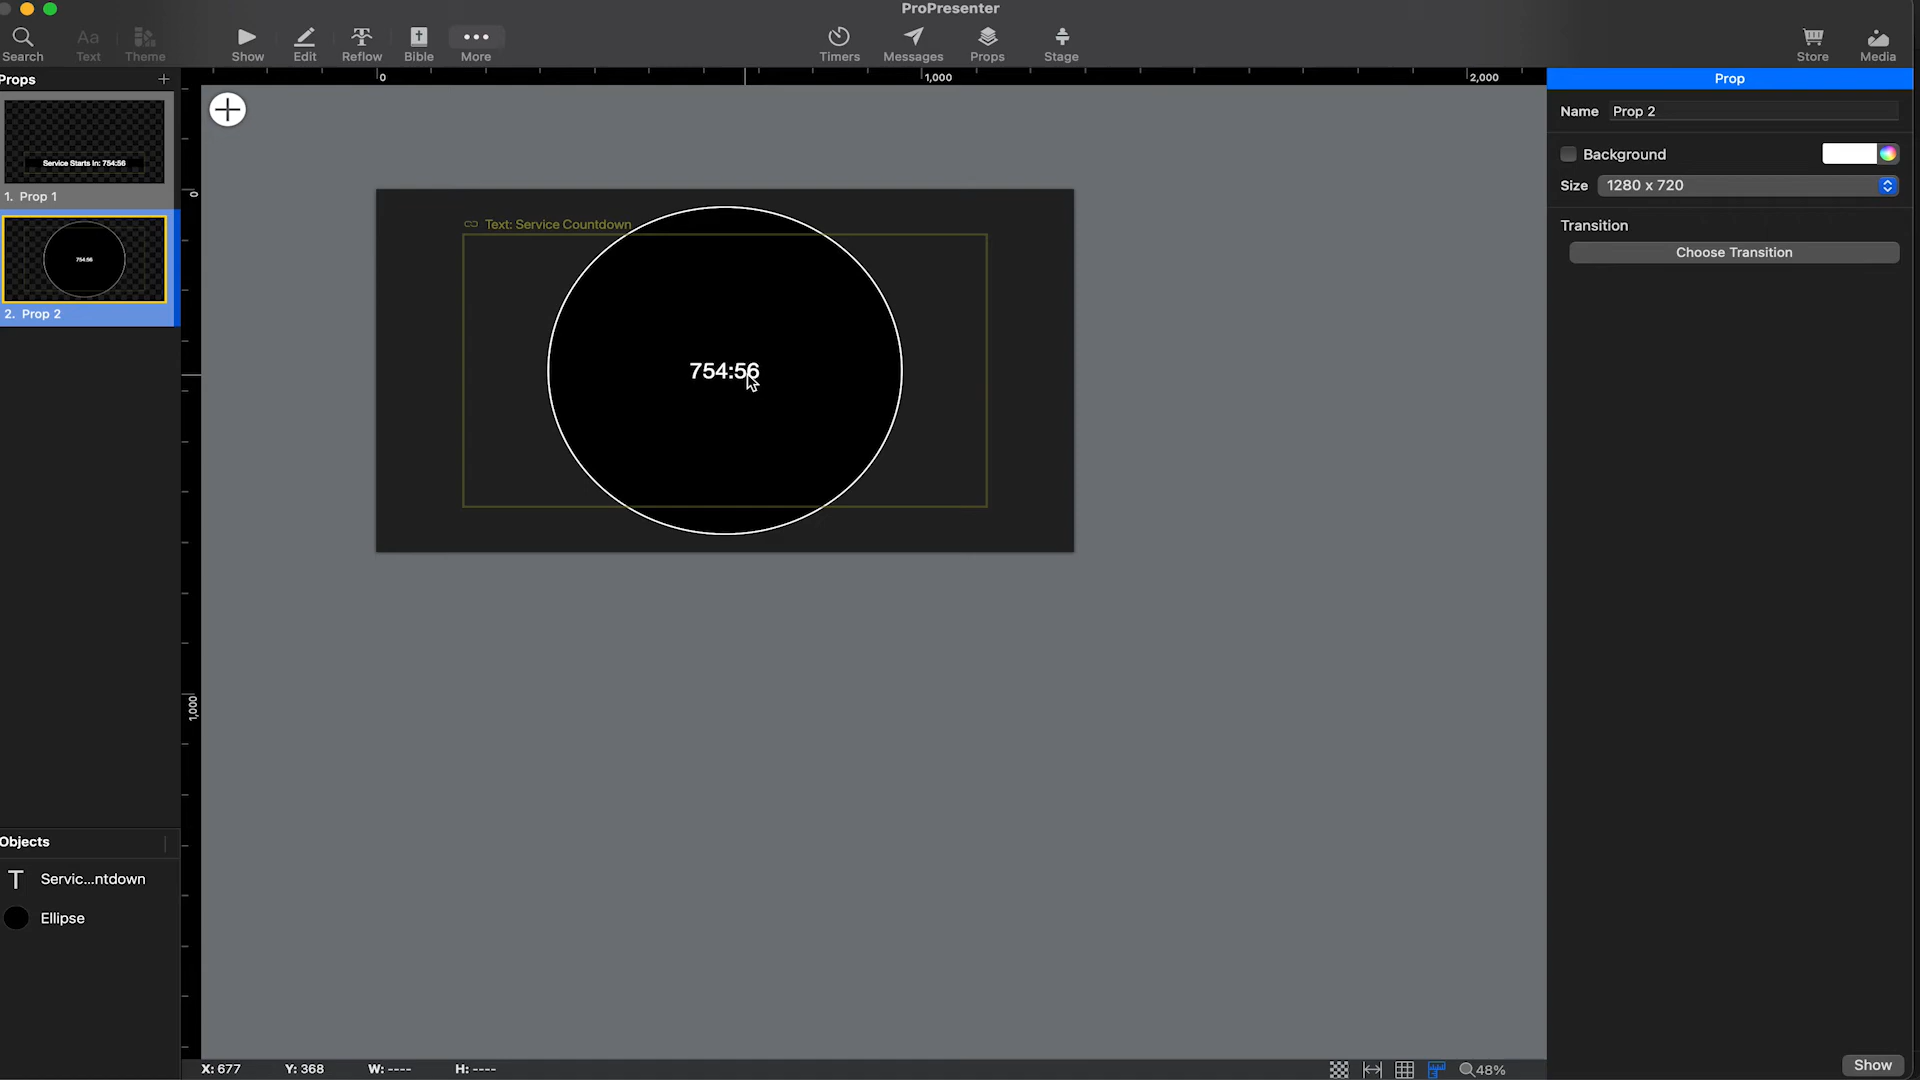 ProPresenter
Search
Text
Theme
Show
Edit
Reflow
Bible
More
Timers
Messages
Props
Stage
Store
Media
Props
Service Starts In: 754:56
1. Prop 1
754:56
2. Prop 2
Objects
T Servic...ntdown
Ellipse
0
1,000
2,000
0
1,000
Text: Service Countdown
754:56
X: 677 Y: 368 W: ---- H: ----
48%
Prop
Name Prop 2
Background
Size 1280 x 720
Transition
Choose Transition
Show